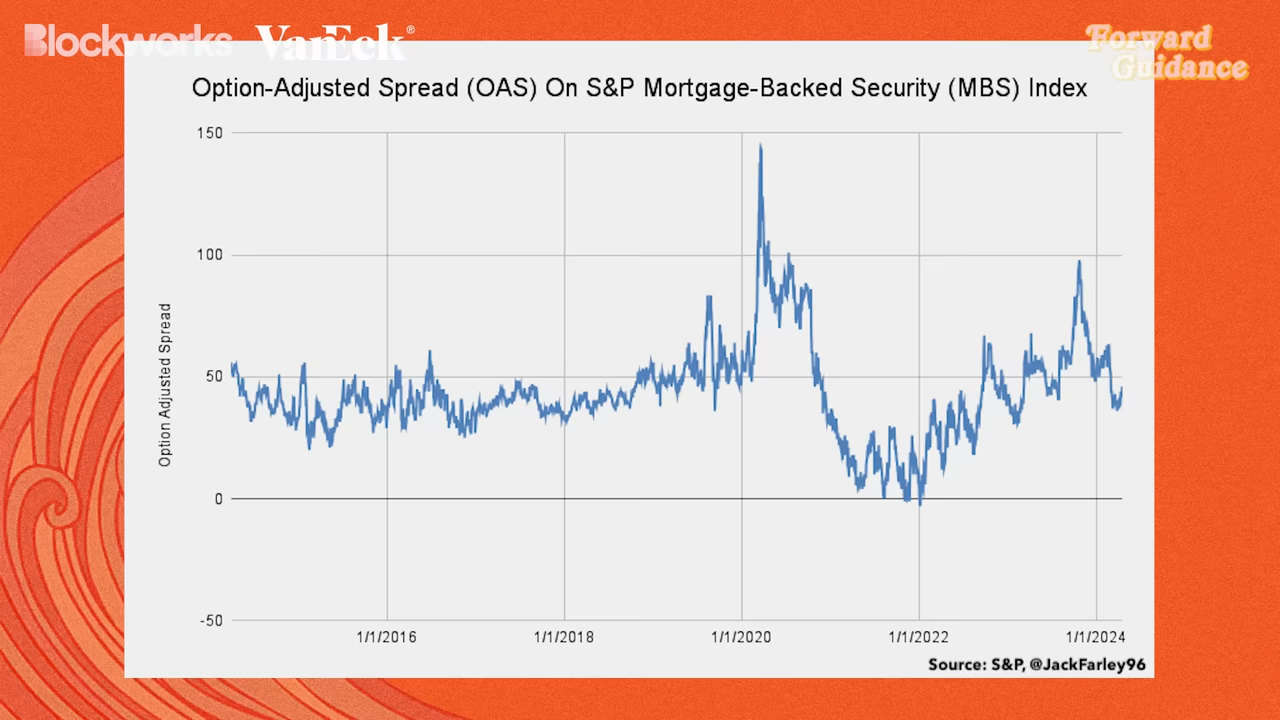 Blockworks VanEck®
Forward
Guidance
Option-Adjusted Spread (OAS) On S&P Mortgage-Backed Security (MBS) Index
150
100
50
0
-50
Option Adjusted Spread
1/1/2016 1/1/2018 1/1/2020 1/1/2022 1/1/2024
Source: S&P, @JackFarley96